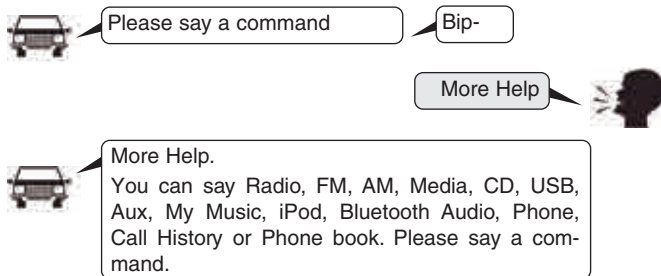 Please say a command
Bip-
More Help
More Help.
You can say Radio, FM, AM, Media, CD, USB,
Aux, My Music, iPod, Bluetooth Audio, Phone,
Call History or Phone book. Please say a com-
mand.